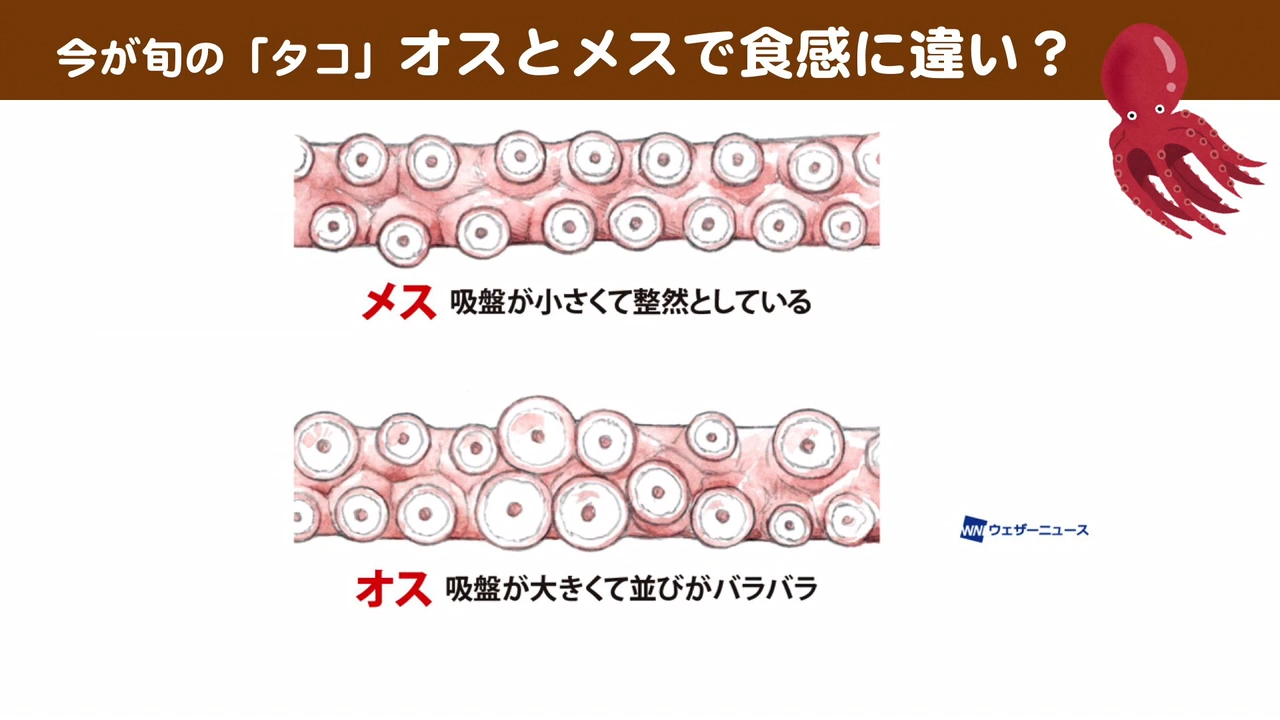 今が旬の「タコ」オスとメスで食感に違い？
メス 吸盤が小さくて整然としている
オス 吸盤が大きくて並びがバラバラ
WNI ウェザーニュース